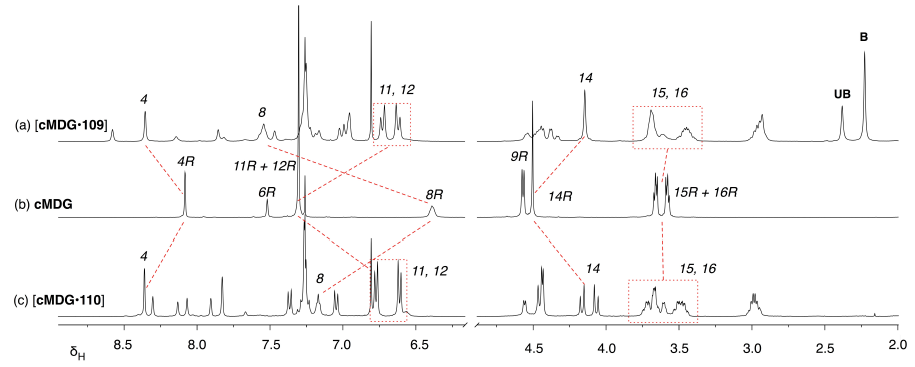 B
UB
4
8
11, 12
14
15, 16
(a) [cMDG•109]
4R
11R + 12R
6R
8R
9R
14R
15R + 16R
(b) cMDG
4
8
11, 12
14
15, 16
(c) [cMDG•110]
8.5 8.0 7.5 7.0 6.5 4.5 4.0 3.5 3.0 2.5 2.0
δH